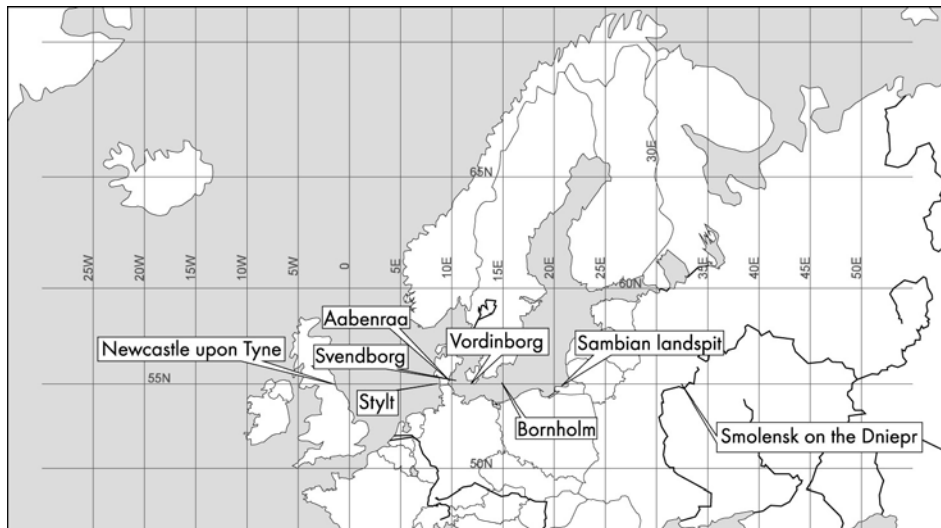 65N
30E
25W
20W
15W
10W
5W
0
5E
10E
15E
20E
25E
35E
40E
45E
50E
60N
Aabenraa
Newcastle upon Tyne
Svendborg
Vordinborg
Sambian landspit
55N
Stylt
Bornholm
Smolensk on the Dniepr
50N